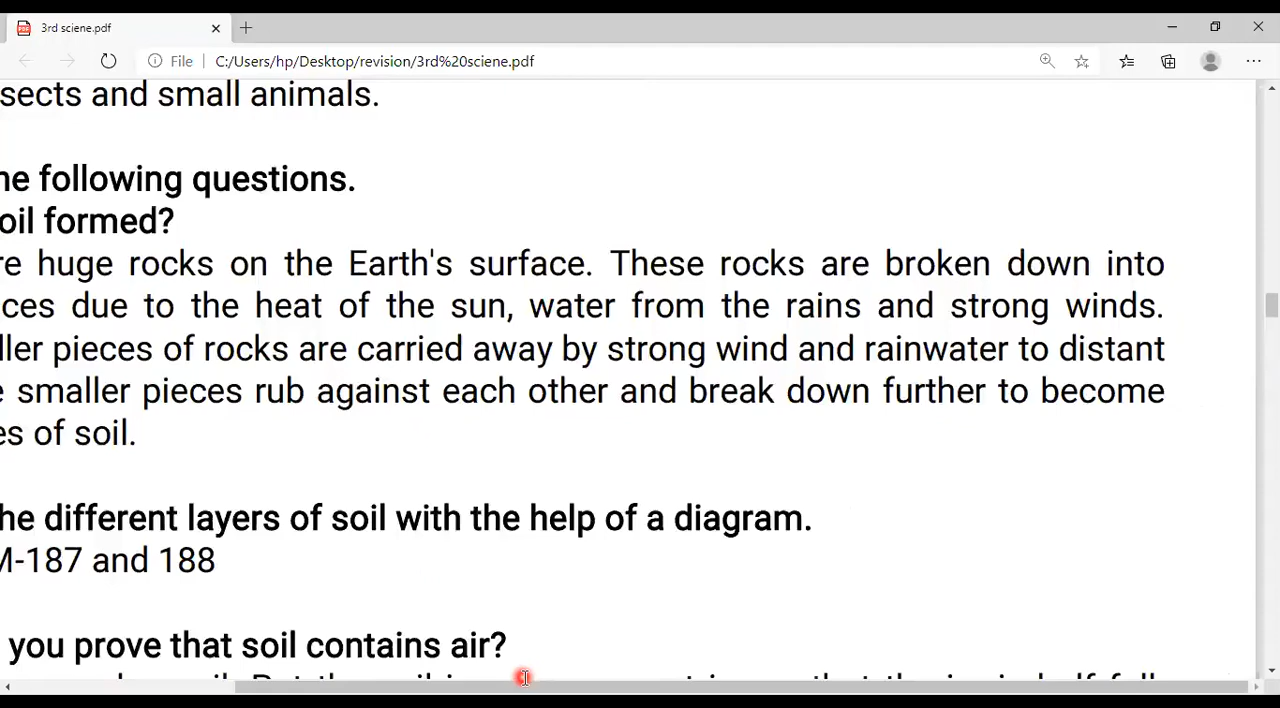 3rd sciene.pdf
File C:/Users/hp/Desktop/revision/3rd%20sciene.pdf
sects and small animals.
he following questions.
oil formed?
re huge rocks on the Earth's surface. These rocks are broken down into
ces due to the heat of the sun, water from the rains and strong winds.
ller pieces of rocks are carried away by strong wind and rainwater to distant
e smaller pieces rub against each other and break down further to become
es of soil.
he different layers of soil with the help of a diagram.
M-187 and 188
you prove that soil contains air?